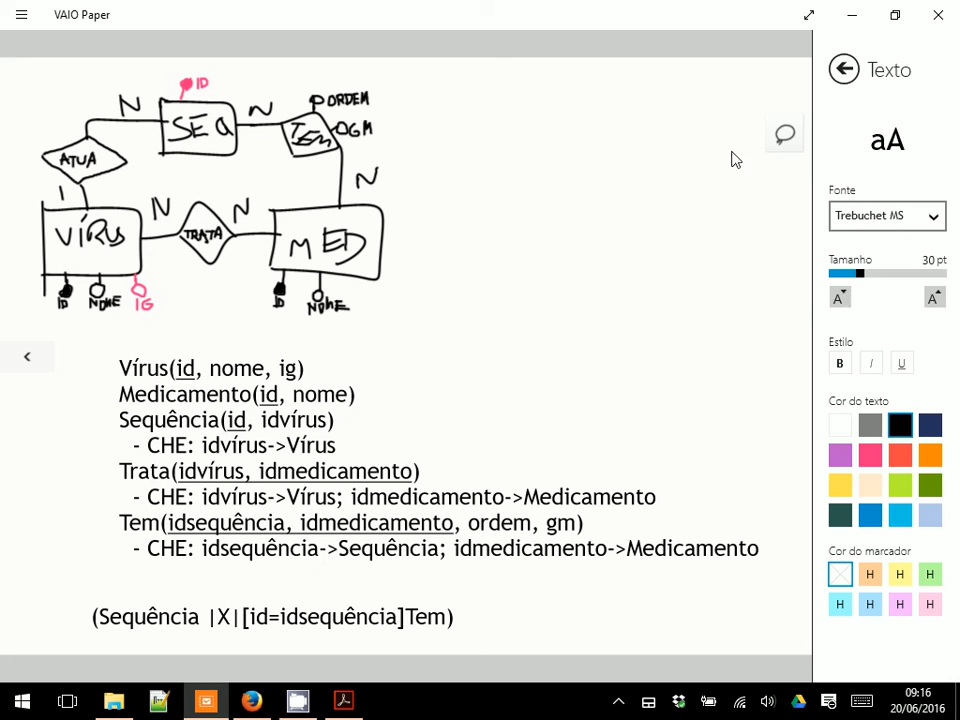 VAIO Paper
ID
N
SEQ
N
ORDEM
TEM
GM
ATUA
1
N
VÍRUS
N
TRATA
N
MED
ID
NOME
IG
ID
NOME
Vírus(id, nome, ig)
Medicamento(id, nome)
Sequência(id, idvírus)
- CHE: idvírus->Vírus
Trata(idvírus, idmedicamento)
- CHE: idvírus->Vírus; idmedicamento->Medicamento
Tem(idsequência, idmedicamento, ordem, gm)
- CHE: idsequência->Sequência; idmedicamento->Medicamento
(Sequência |X|[id=idsequência]Tem)
Texto
aA
Fonte
Trebuchet MS
Tamanho 30 pt
A A
Estilo
B I U
Cor do texto
Cor do marcador
H H H
H H H H
09:16
20/06/2016